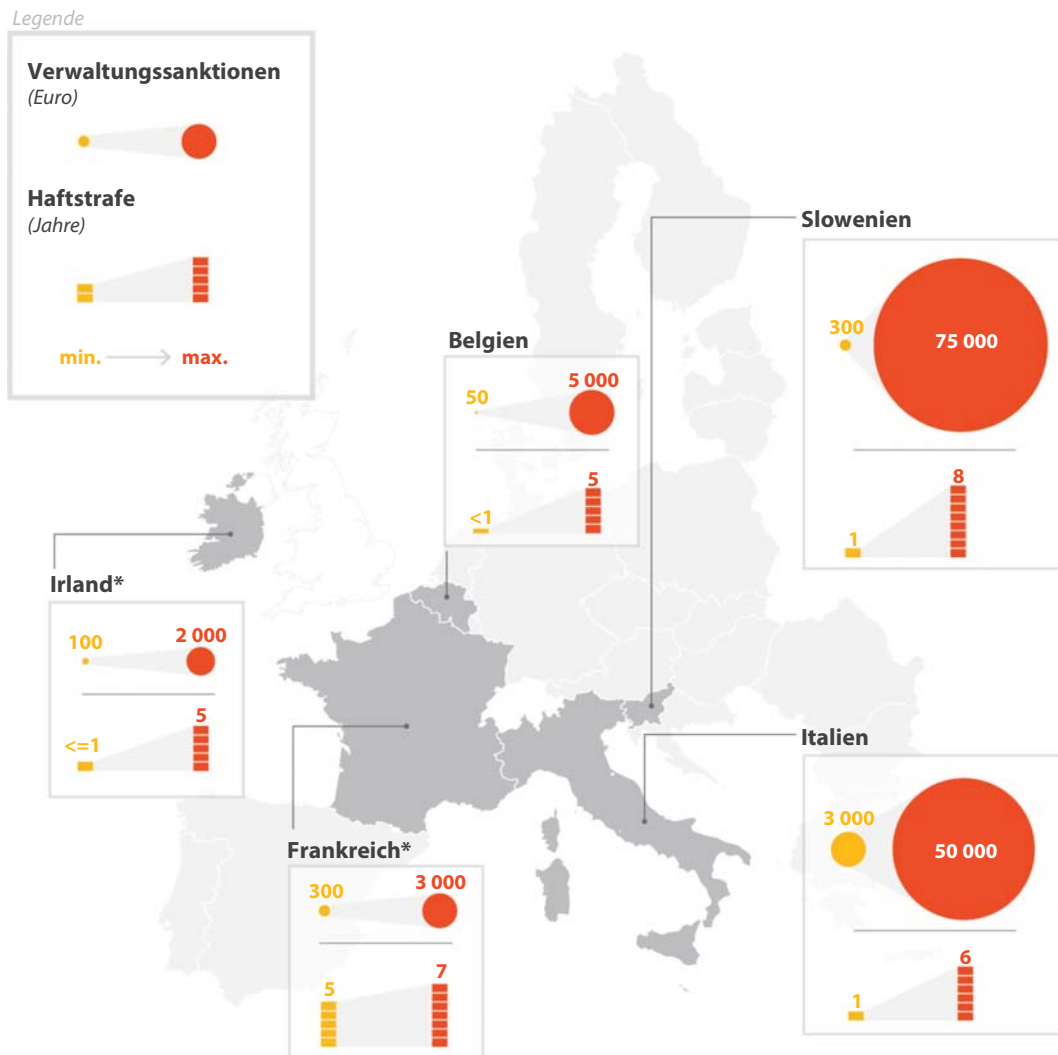 Legende
Verwaltungssanktionen
(Euro)
Haftstrafe
(Jahre)
min. max.
Slowenien
300
75 000
8
1
Belgien
50
5 000
5
<1
Irland*
100
2 000
5
<=1
Italien
3 000
50 000
6
1
Frankreich*
300
3 000
5
7